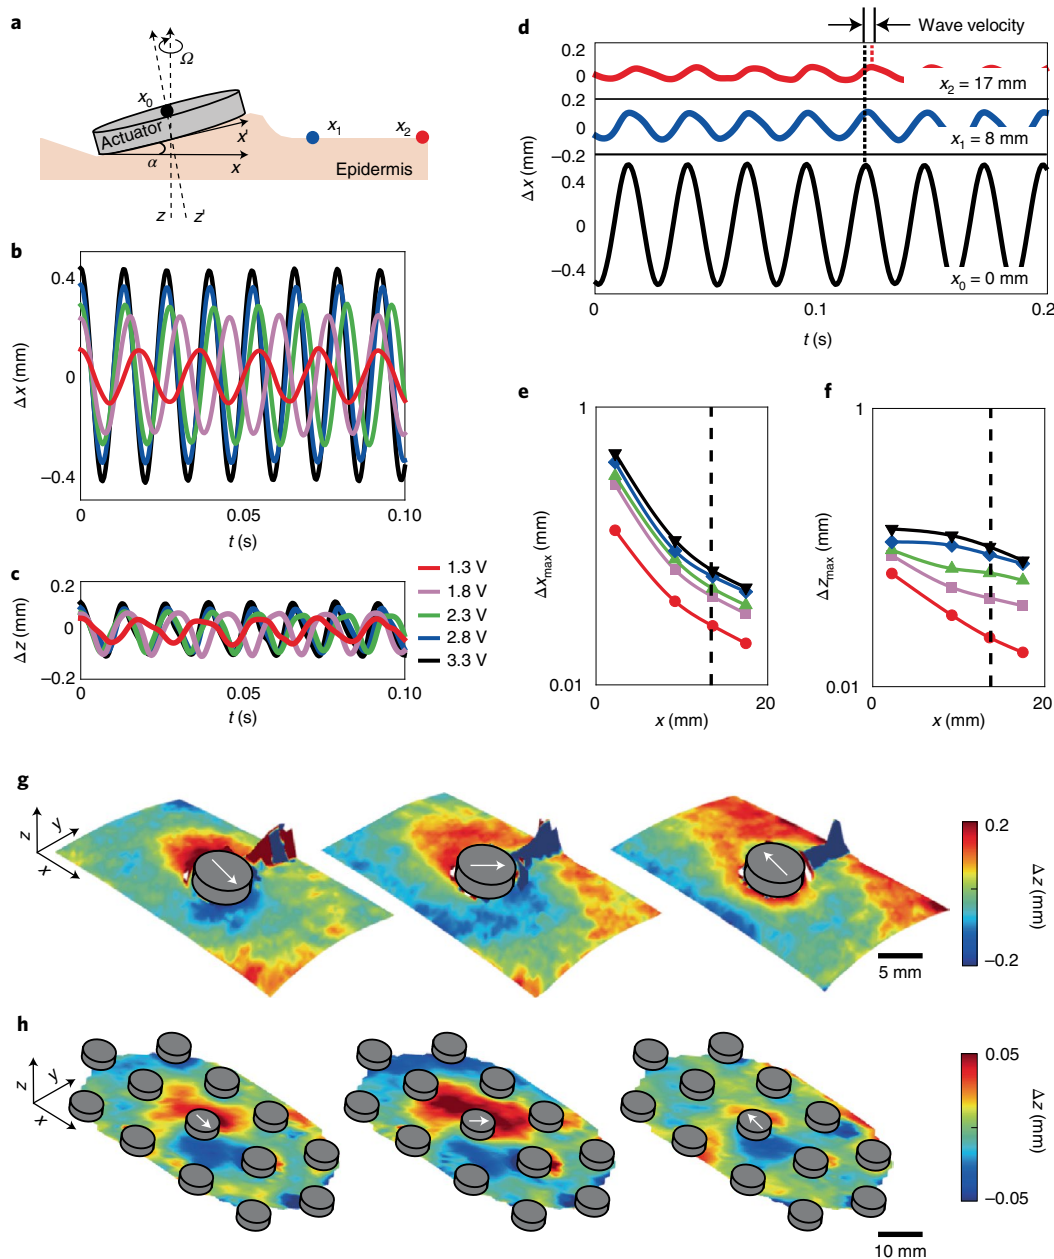 a
Ω
x0
Actuator
x'
α
x
x1
x2
Epidermis
z
z'
b
0.4
0
−0.4
Δx (mm)
0
0.05
0.10
t (s)
c
0.2
0
−0.2
Δz (mm)
0
0.05
0.10
t (s)
1.3 V
1.8 V
2.3 V
2.8 V
3.3 V
d
Wave velocity
0.2
0
x2 = 17 mm
0.2
0
x1 = 8 mm
−0.2
0.4
0
−0.4
x0 = 0 mm
Δx (mm)
0
0.1
0.2
t (s)
e
1
0.01
Δxmax (mm)
0
20
x (mm)
f
1
0.01
Δzmax (mm)
0
20
x (mm)
g
z
y
x
0.2
−0.2
Δz (mm)
5 mm
h
z
y
x
0.05
−0.05
Δz (mm)
10 mm